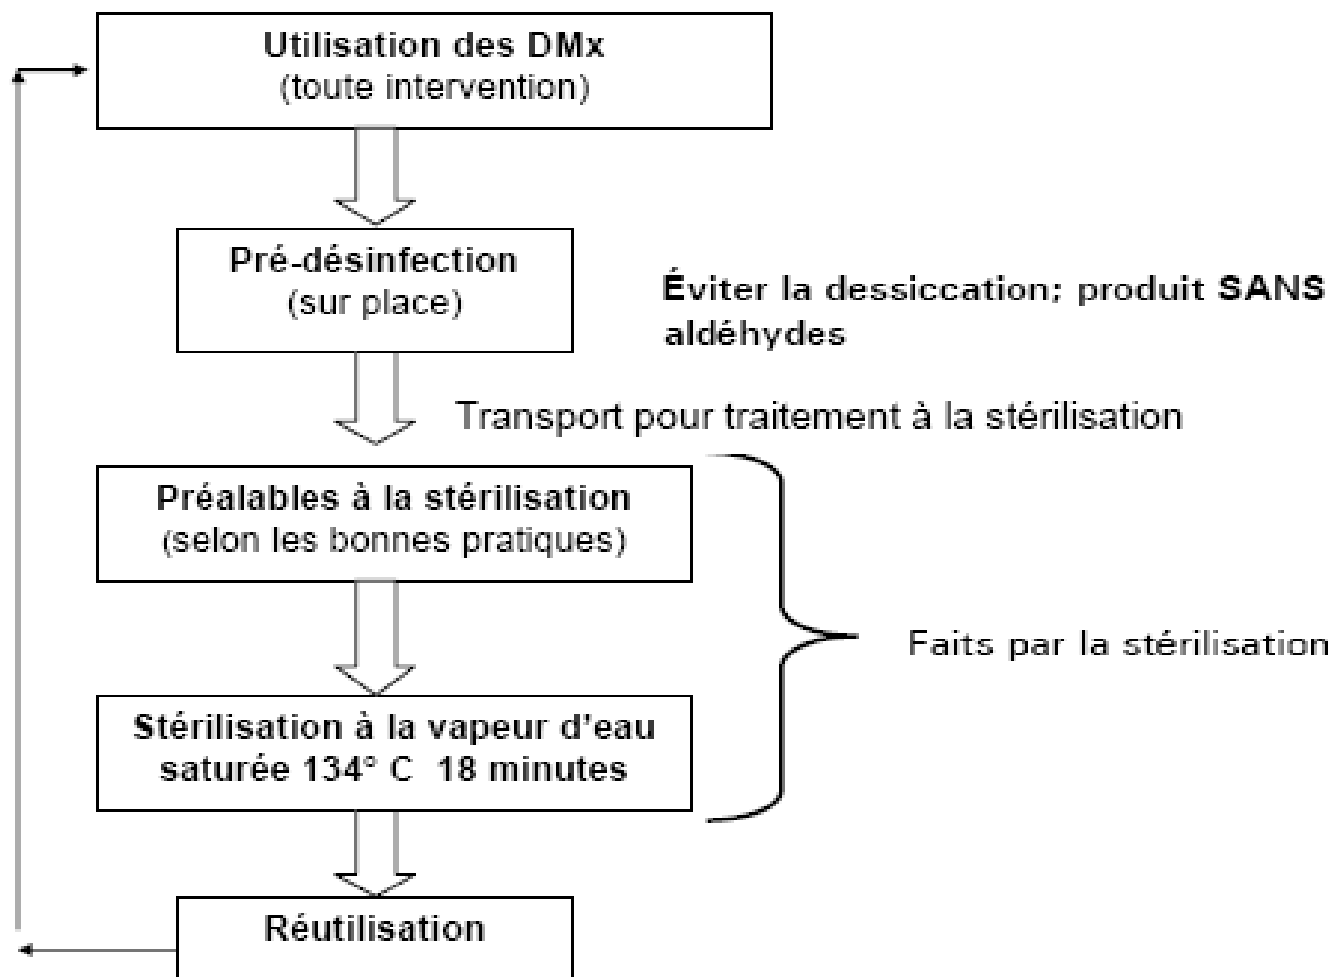 Utilisation des DMx
(toute intervention)
Pré-désinfection
(sur place)
Éviter la dessiccation; produit SANS
aldéhydes
Transport pour traitement à la stérilisation
Préalables à la stérilisation
(selon les bonnes pratiques)
Faits par la stérilisation
Stérilisation à la vapeur d'eau
saturée 134° C 18 minutes
Réutilisation